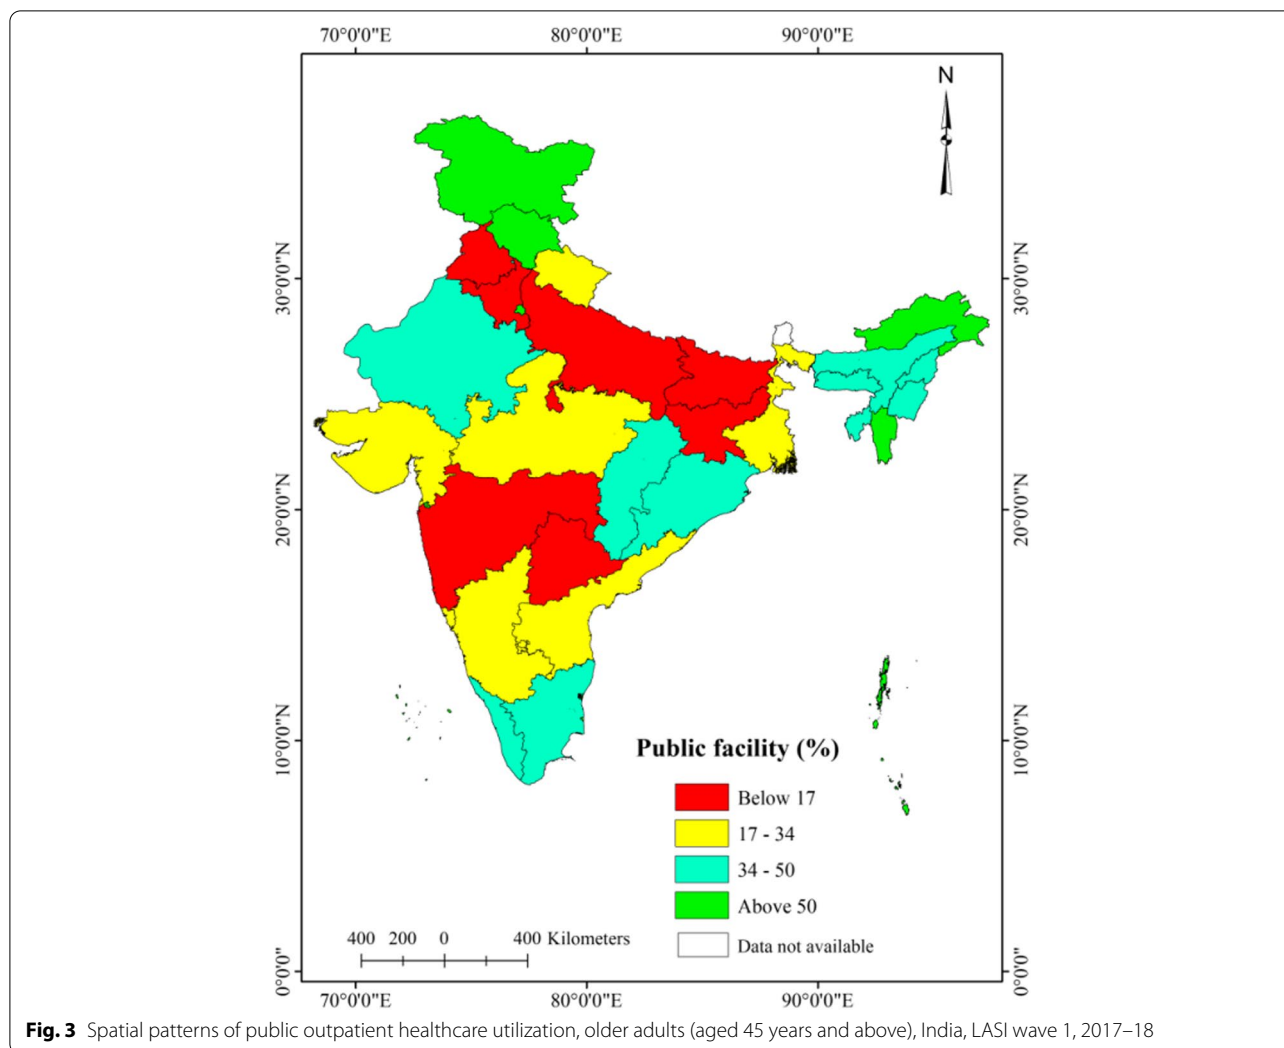 70°0'0"E 80°0'0"E 90°0'0"E
N
30°0'0"N 30°0'0"N
20°0'0"N 20°0'0"N
10°0'0"N 10°0'0"N
0°0'0" 0°0'0"
Public facility (%)
Below 17
17 - 34
34 - 50
Above 50
Data not available
400 200 0 400 Kilometers
70°0'0"E 80°0'0"E 90°0'0"E
Fig. 3 Spatial patterns of public outpatient healthcare utilization, older adults (aged 45 years and above), India, LASI wave 1, 2017–18